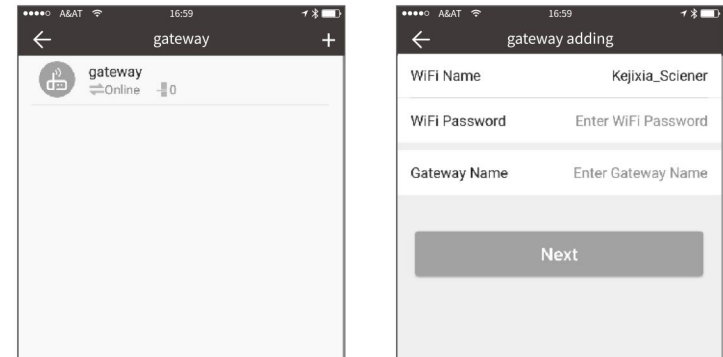 A&AT 16:59
gateway +
gateway
Online 0
A&AT 16:59
gateway adding
WiFi Name Kejixia_Sciener
WiFi Password Enter WiFi Password
Gateway Name Enter Gateway Name
Next